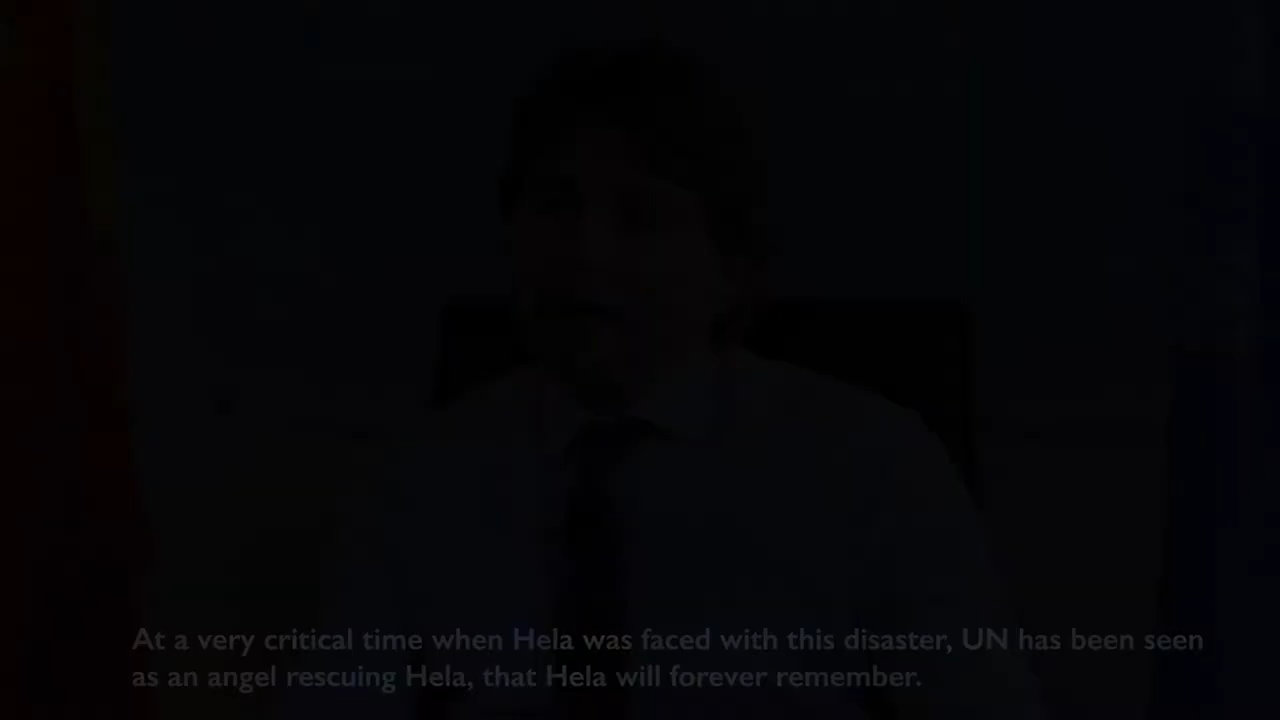 At a very critical time when Hela was faced with this disaster, UN has been seen
as an angel rescuing Hela, that Hela will forever remember.